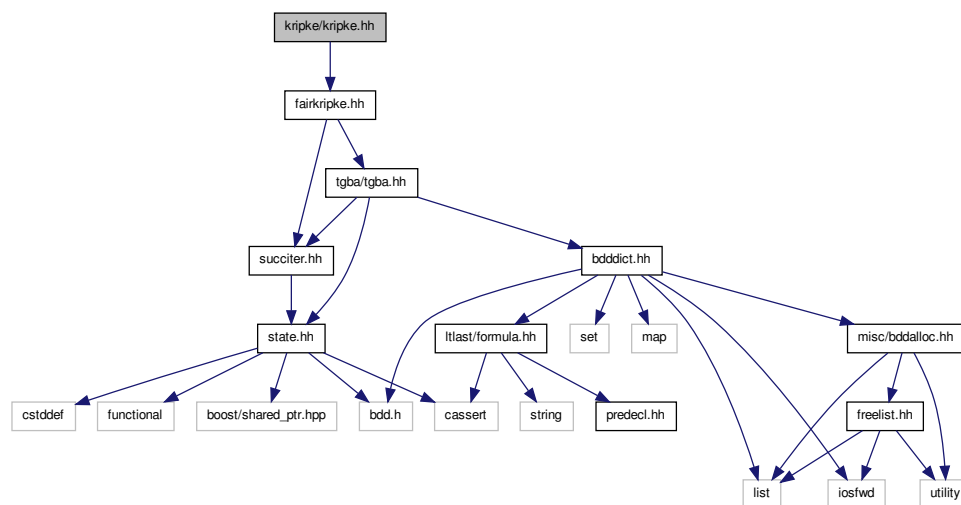 kripke/kripke.hh
fairkripke.hh
tgba/tgba.hh
succiter.hh
bdddict.hh
state.hh
ltlast/formula.hh
set
map
misc/bddalloc.hh
cstddef
functional
boost/shared_ptr.hpp
bdd.h
cassert
string
predecl.hh
freelist.hh
list
iosfwd
utility